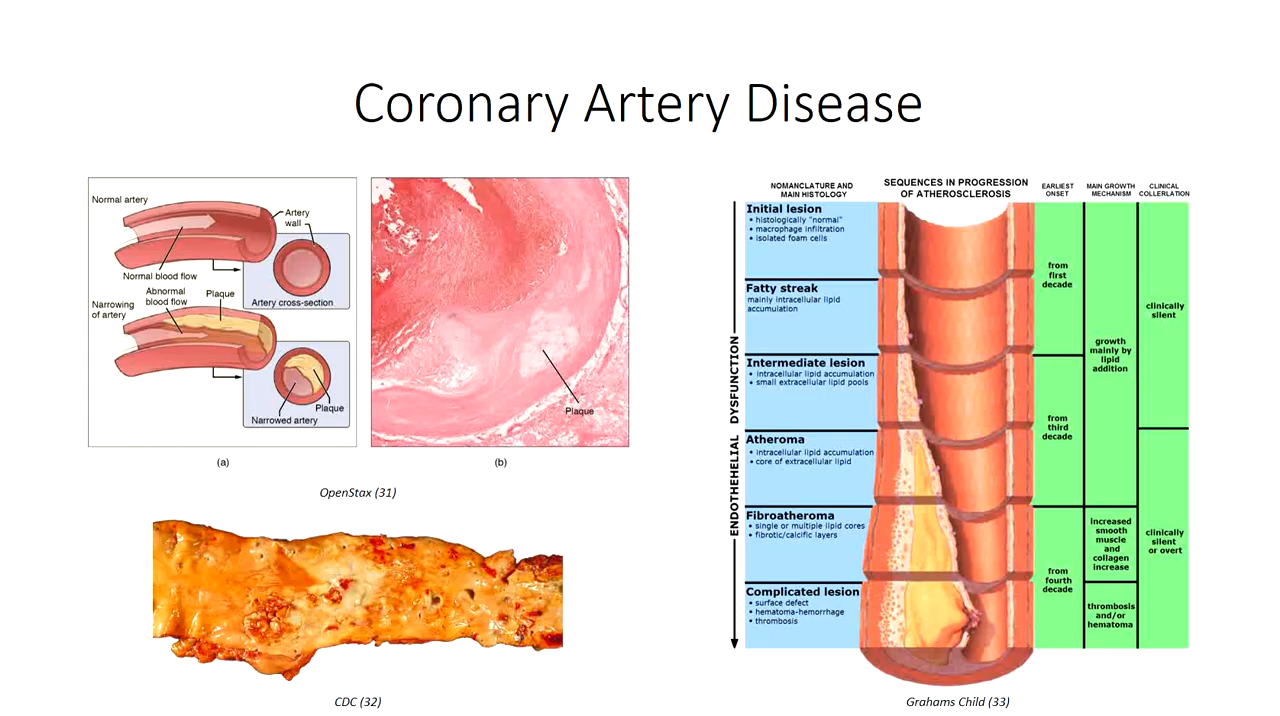 Coronary Artery Disease
Normal artery
Artery
wall
Normal blood flow
Artery cross-section
Abnormal
blood flow
Plaque
Narrowing
of artery
Plaque
Narrowed artery
(a)
Plaque
(b)
OpenStax (31)
CDC (32)
NOMANCLATURE AND
MAIN HISTOLOGY
SEQUENCES IN PROGRESSION
OF ATHEROSCLEROSIS
EARLIEST
ONSET
MAIN GROWTH
MECHANISM
CLINICAL
COLLERLATION
ENDOTHEHELIAL DYSFUNCTION
Initial lesion
• histologically "normal"
• macrophage infiltration
• isolated foam cells
Fatty streak
mainly intracellular lipid
accumulation
Intermediate lesion
• intracellular lipid accumulation
• small extracellular lipid pools
Atheroma
• intracellular lipid accumulation
• core of extracellular lipid
Fibroatheroma
• single or multiple lipid cores
• fibrotic/calcific layers
Complicated lesion
• surface defect
• hematoma-hemorrhage
• thrombosis
from
first
decade
from
third
decade
from
fourth
decade
growth
mainly by
lipid
addition
increased
smooth
muscle
and
collagen
increase
thrombosis
and/or
hematoma
clinically
silent
clinically
silent
or overt
Grahams Child (33)